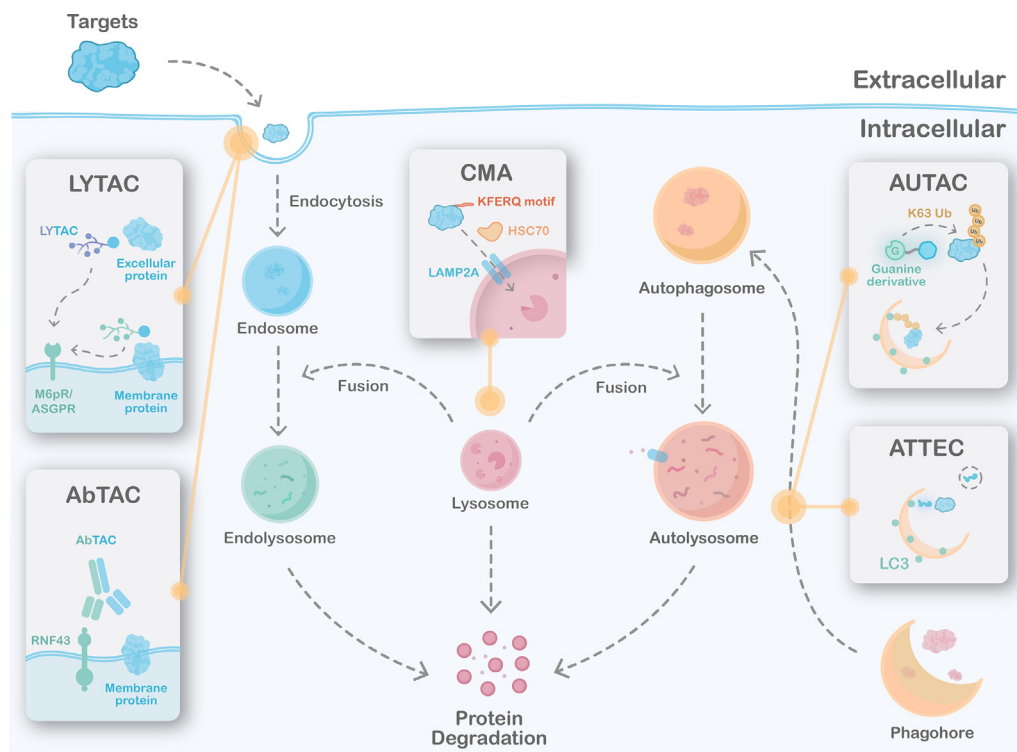 Targets
Extracellular
Intracellular
LYTAC
LYTAC
Excellular
protein
M6pR/
ASGPR
Membrane
protein
AbTAC
AbTAC
RNF43
Membrane
protein
Endocytosis
Endosome
Fusion
Endolysosome
CMA
KFERQ motif
HSC70
LAMP2A
Lysosome
Fusion
Autophagosome
Autolysosome
Protein
Degradation
AUTAC
K63 Ub
Ub
Ub
Ub
Ub
G
Guanine
derivative
ATTEC
LC3
Phagohore